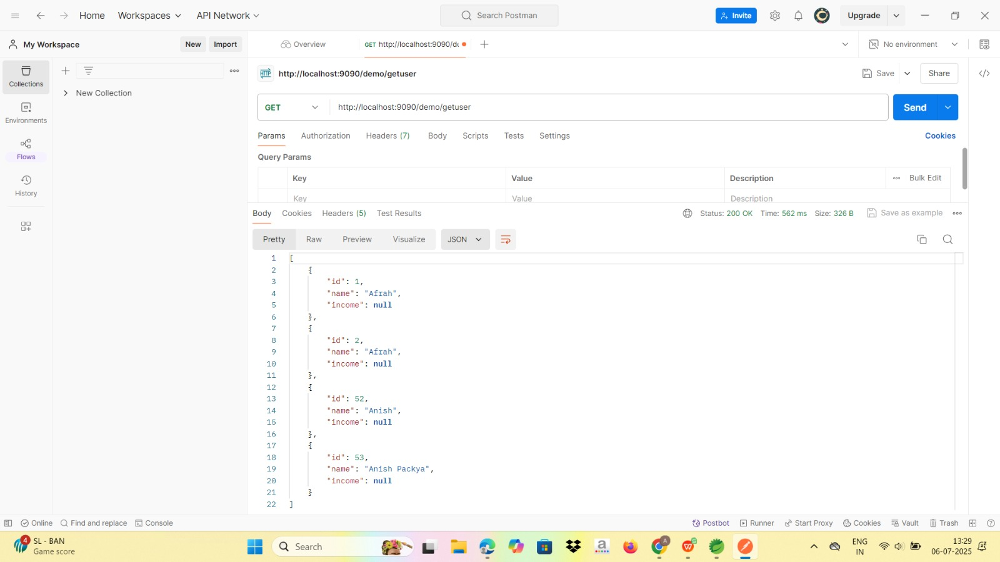 Home Workspaces API Network Search Postman Invite Upgrade
My Workspace New Import Overview GET http://localhost:9090/de No environment
Collections
New Collection
Environments
Flows
History
HTTP http://localhost:9090/demo/getuser Save Share
GET http://localhost:9090/demo/getuser Send
Params Authorization Headers (7) Body Scripts Tests Settings Cookies
Query Params
Key Value Description Bulk Edit
Key Value Description
Body Cookies Headers (5) Test Results Status: 200 OK Time: 562 ms Size: 326 B Save as example
Pretty Raw Preview Visualize JSON
1 [
2 {
3 "id": 1,
4 "name": "Afrah",
5 "income": null
6 },
7 {
8 "id": 2,
9 "name": "Afrah",
10 "income": null
11 },
12 {
13 "id": 52,
14 "name": "Anish",
15 "income": null
16 },
17 {
18 "id": 53,
19 "name": "Anish Packya",
20 "income": null
21 }
22 ]
Online Find and replace Console Postbot Runner Start Proxy Cookies Vault Trash
4 SL - BAN
Game score
Search
ENG
IN
13:29
06-07-2025